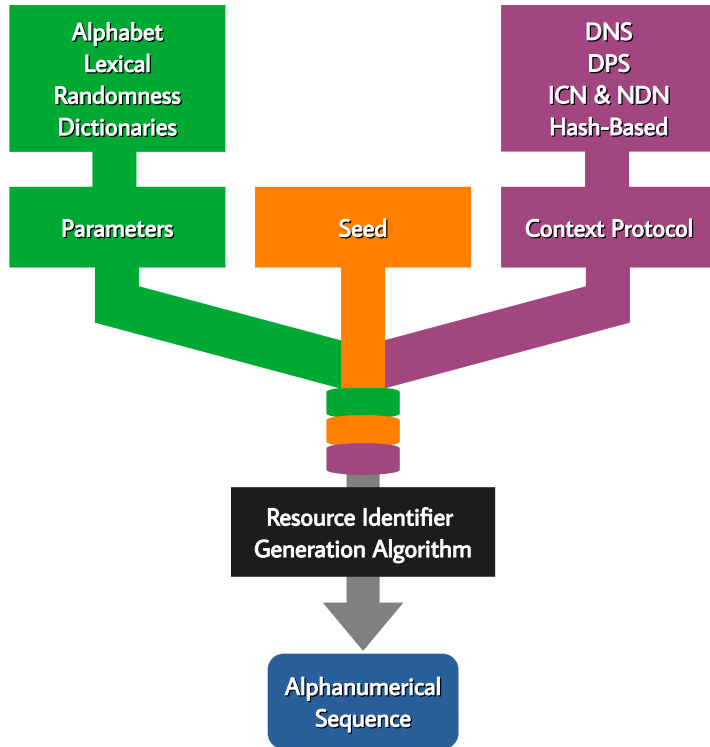 Alphabet
Lexical
Randomness
Dictionaries
DNS
DPS
ICN & NDN
Hash-Based
Parameters
Seed
Context Protocol
Resource Identifier
Generation Algorithm
Alphanumerical
Sequence